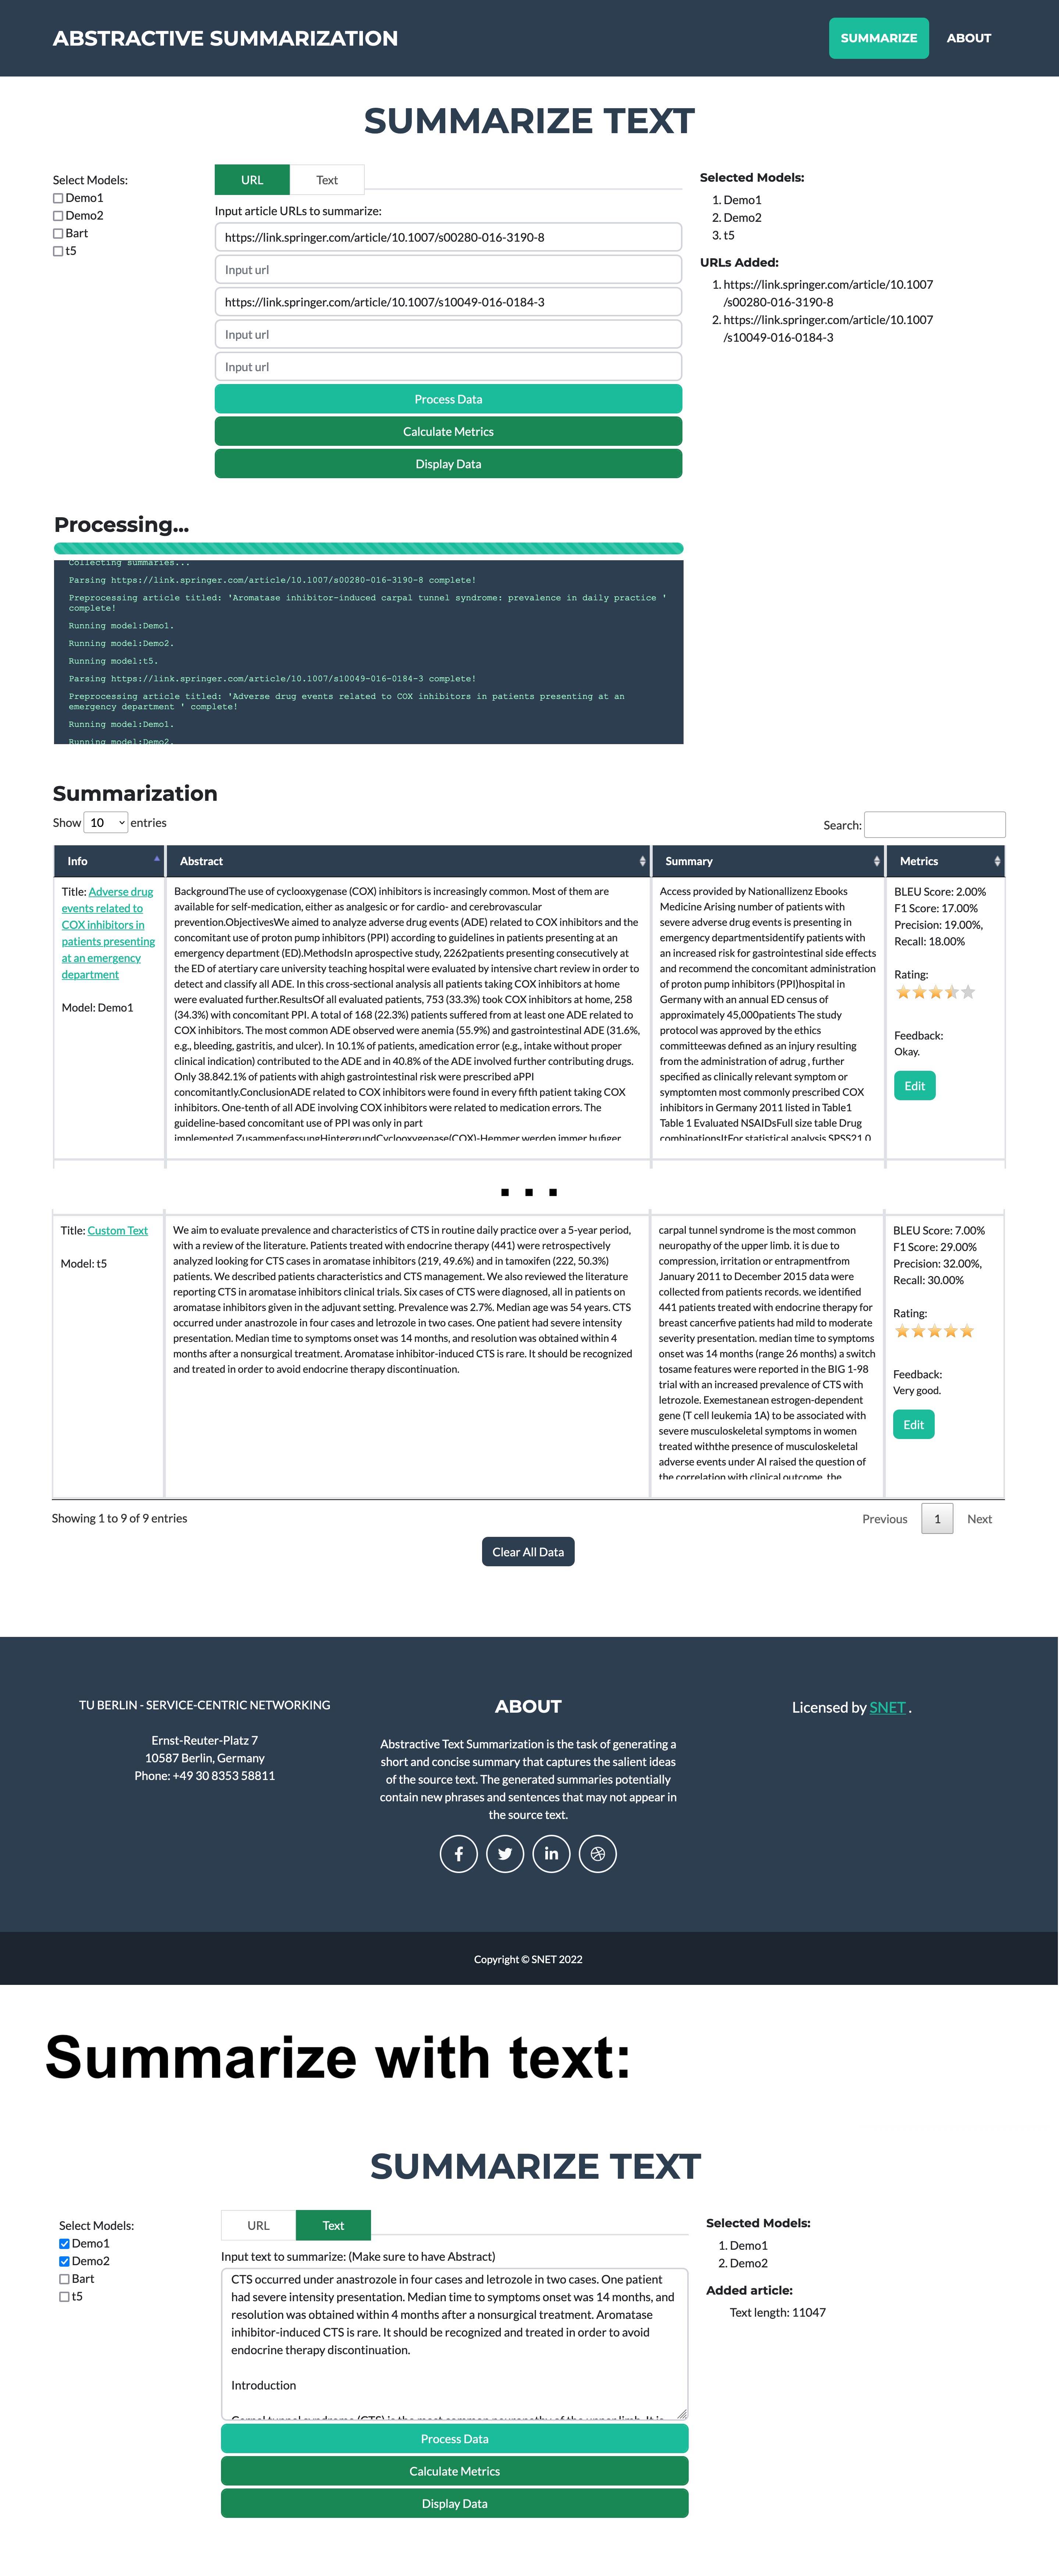 ABSTRACTIVE SUMMARIZATION
SUMMARIZE
ABOUT
SUMMARIZE TEXT
Select Models:
Demo1
Demo2
Bart
t5
URL
Text
Input article URLs to summarize:
https://link.springer.com/article/10.1007/s00280-016-3190-8
Input url
https://link.springer.com/article/10.1007/s10049-016-0184-3
Input url
Input url
Process Data
Calculate Metrics
Display Data
Selected Models:
1. Demo1
2. Demo2
3. t5
URLs Added:
1. https://link.springer.com/article/10.1007
/s00280-016-3190-8
2. https://link.springer.com/article/10.1007
/s10049-016-0184-3
Processing...
Collecting summaries...
Parsing https://link.springer.com/article/10.1007/s00280-016-3190-8 complete!
Preprocessing article titled: 'Aromatase inhibitor-induced carpal tunnel syndrome: prevalence in daily practice '
complete!
Running model:Demo1.
Running model:Demo2.
Running model:t5.
Parsing https://link.springer.com/article/10.1007/s10049-016-0184-3 complete!
Preprocessing article titled: 'Adverse drug events related to COX inhibitors in patients presenting at an
emergency department ' complete!
Running model:Demo1.
Running model:Demo2.
Summarization
Show 10 entries
Search:
Info
Abstract
Summary
Metrics
Title: Adverse drug
events related to
COX inhibitors in
patients presenting
at an emergency
department
Model: Demo1
BackgroundThe use of cyclooxygenase (COX) inhibitors is increasingly common. Most of them are
available for self-medication, either as analgesic or for cardio- and cerebrovascular
prevention.ObjectivesWe aimed to analyze adverse drug events (ADE) related to COX inhibitors and the
concomitant use of proton pump inhibitors (PPI) according to guidelines in patients presenting at an
emergency department (ED).MethodsIn aprospective study, 2262patients presenting consecutively at
the ED of atertiary care university teaching hospital were evaluated by intensive chart review in order to
detect and classify all ADE. In this cross-sectional analysis all patients taking COX inhibitors at home
were evaluated further.ResultsOf all evaluated patients, 753 (33.3%) took COX inhibitors at home, 258
(34.3%) with concomitant PPI. A total of 168 (22.3%) patients suffered from at least one ADE related to
COX inhibitors. The most common ADE observed were anemia (55.9%) and gastrointestinal ADE (31.6%,
e.g., bleeding, gastritis, and ulcer). In 10.1% of patients, amedication error (e.g., intake without proper
clinical indication) contributed to the ADE and in 40.8% of the ADE involved further contributing drugs.
Only 38.842.1% of patients with ahigh gastrointestinal risk were prescribed aPPI
concomitantly.ConclusionADE related to COX inhibitors were found in every fifth patient taking COX
inhibitors. One-tenth of all ADE involving COX inhibitors were related to medication errors. The
guideline-based concomitant use of PPI was only in part
implemented.ZusammenfassungHintergrundCyclooxygenase(COX)-Hemmer werden immer hufiger
Access provided by Nationallizenz Ebooks
Medicine Arising number of patients with
severe adverse drug events is presenting in
emergency departmentsidentify patients with
an increased risk for gastrointestinal side effects
and recommend the concomitant administration
of proton pump inhibitors (PPI)hospital in
Germany with an annual ED census of
approximately 45,000patients The study
protocol was approved by the ethics
committeewas defined as an injury resulting
from the administration of adrug , further
specified as clinically relevant symptom or
symptomten most commonly prescribed COX
inhibitors in Germany 2011 listed in Table1
Table 1 Evaluated NSAIDsFull size table Drug
combinationsItFor statistical analysis SPSS21.0
BLEU Score: 2.00%
F1 Score: 17.00%
Precision: 19.00%,
Recall: 18.00%
Rating:
Feedback:
Okay.
Edit
Title: Custom Text
Model: t5
We aim to evaluate prevalence and characteristics of CTS in routine daily practice over a 5-year period,
with a review of the literature. Patients treated with endocrine therapy (441) were retrospectively
analyzed looking for CTS cases in aromatase inhibitors (219, 49.6%) and in tamoxifen (222, 50.3%)
patients. We described patients characteristics and CTS management. We also reviewed the literature
reporting CTS in aromatase inhibitors clinical trials. Six cases of CTS were diagnosed, all in patients on
aromatase inhibitors given in the adjuvant setting. Prevalence was 2.7%. Median age was 54 years. CTS
occurred under anastrozole in four cases and letrozole in two cases. One patient had severe intensity
presentation. Median time to symptoms onset was 14 months, and resolution was obtained within 4
months after a nonsurgical treatment. Aromatase inhibitor-induced CTS is rare. It should be recognized
and treated in order to avoid endocrine therapy discontinuation.
carpal tunnel syndrome is the most common
neuropathy of the upper limb. it is due to
compression, irritation or entrapmentfrom
January 2011 to December 2015 data were
collected from patients records. we identified
441 patients treated with endocrine therapy for
breast cancerfive patients had mild to moderate
severity presentation. median time to symptoms
onset was 14 months (range 26 months) a switch
tosame features were reported in the BIG 1-98
trial with an increased prevalence of CTS with
letrozole. Exemestanean estrogen-dependent
gene (T cell leukemia 1A) to be associated with
severe musculoskeletal symptoms in women
treated withthe presence of musculoskeletal
adverse events under AI raised the question of
the correlation with clinical outcome. the
BLEU Score: 7.00%
F1 Score: 29.00%
Precision: 32.00%,
Recall: 30.00%
Rating:
Feedback:
Very good.
Edit
Showing 1 to 9 of 9 entries
Previous
1
Next
Clear All Data
TU BERLIN - SERVICE-CENTRIC NETWORKING
Ernst-Reuter-Platz 7
10587 Berlin, Germany
Phone: +49 30 8353 58811
ABOUT
Abstractive Text Summarization is the task of generating a
short and concise summary that captures the salient ideas
of the source text. The generated summaries potentially
contain new phrases and sentences that may not appear in
the source text.
Licensed by SNET .
Copyright © SNET 2022
Summarize with text:
SUMMARIZE TEXT
Select Models:
Demo1
Demo2
Bart
t5
URL
Text
Input text to summarize: (Make sure to have Abstract)
CTS occurred under anastrozole in four cases and letrozole in two cases. One patient
had severe intensity presentation. Median time to symptoms onset was 14 months, and
resolution was obtained within 4 months after a nonsurgical treatment. Aromatase
inhibitor-induced CTS is rare. It should be recognized and treated in order to avoid
endocrine therapy discontinuation.
Introduction
Carpal tunnel syndrome (CTS) is the most common neuropathy of the upper limb. It is
Process Data
Calculate Metrics
Display Data
Selected Models:
1. Demo1
2. Demo2
Added article:
Text length: 11047